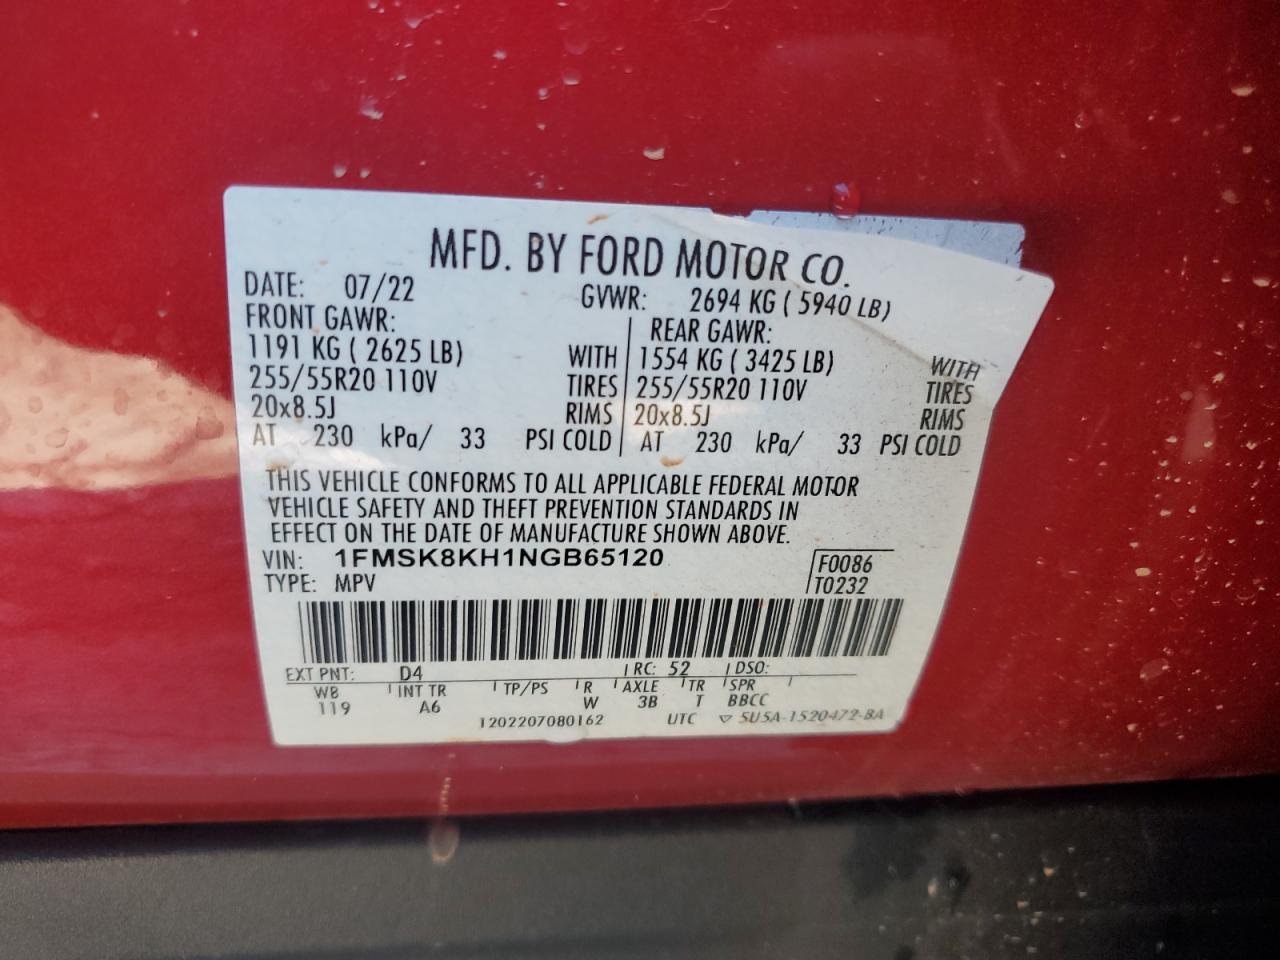 MFD. BY FORD MOTOR CO.
DATE: 07/22 GVWR: 2694 KG ( 5940 LB)
FRONT GAWR: REAR GAWR:
1191 KG ( 2625 LB) WITH 1554 KG ( 3425 LB) WITH
255/55R20 110V TIRES 255/55R20 110V TIRES
20x8.5J RIMS 20x8.5J RIMS
AT 230 kPa/ 33 PSI COLD AT 230 kPa/ 33 PSI COLD
THIS VEHICLE CONFORMS TO ALL APPLICABLE FEDERAL MOTOR
VEHICLE SAFETY AND THEFT PREVENTION STANDARDS IN
EFFECT ON THE DATE OF MANUFACTURE SHOWN ABOVE.
VIN: 1FMSK8KH1NGB65120 F0086
TYPE: MPV T0232
EXT PNT: D4 RC: 52 DSO:
WB INT TR TP/PS R AXLE TR SPR
119 A6 W 3B T BBCC
1202207080162 UTC ▽ 5U5A-1520472-BA